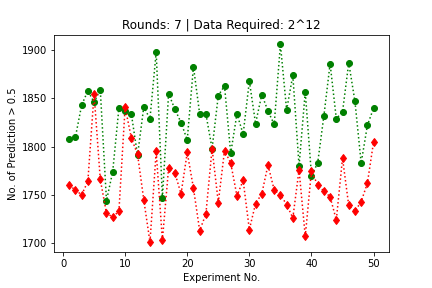 Rounds: 7 | Data Required: 2^12
No. of Prediction > 0.5
1900
1850
1800
1750
1700
0 10 20 30 40 50
Experiment No.